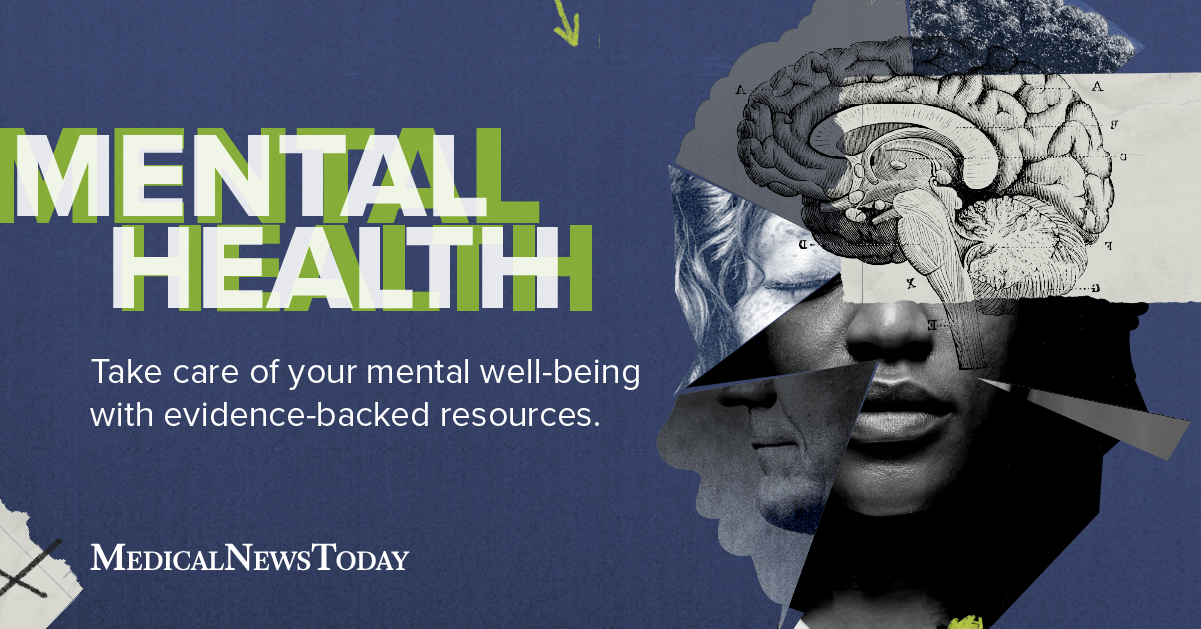 MENTAL
HEALTH
Take care of your mental well-being
with evidence-backed resources.
MEDICALNEWSTODAY
A
A
D
F
X
E